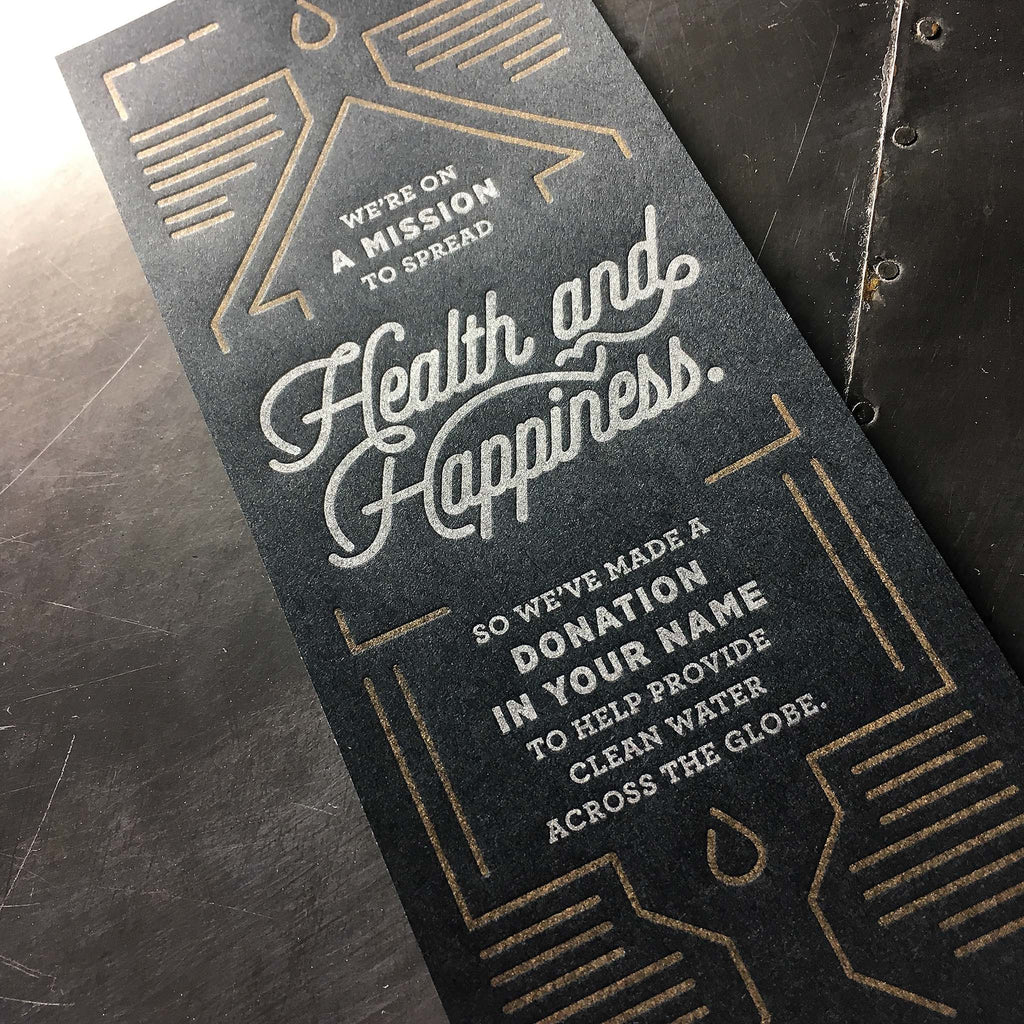 WE'RE ON
A MISSION
TO SPREAD
Health and
Happiness.
SO WE'VE MADE A
DONATION
IN YOUR NAME
TO HELP PROVIDE
CLEAN WATER
ACROSS THE GLOBE.